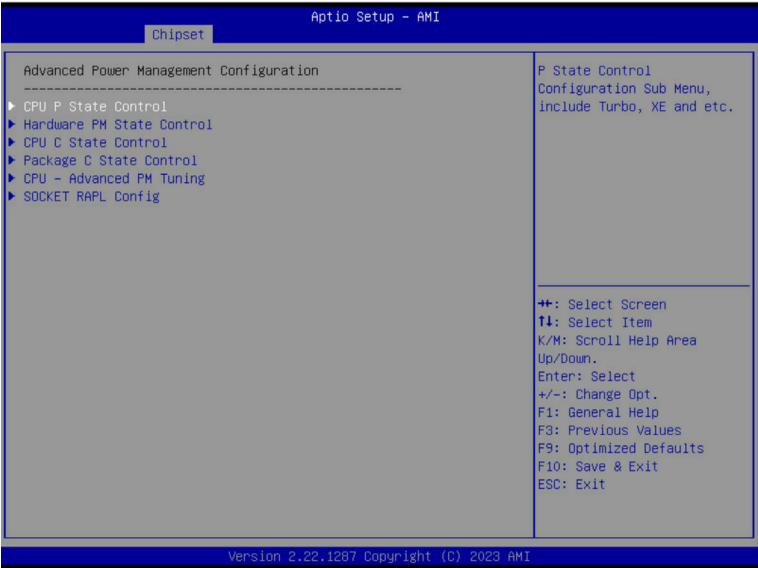 Aptio Setup – AMI
Chipset
Advanced Power Management Configuration
--------------------------------------------------
CPU P State Control
Hardware PM State Control
CPU C State Control
Package C State Control
CPU – Advanced PM Tuning
SOCKET RAPL Config
P State Control
Configuration Sub Menu,
include Turbo, XE and etc.
→←: Select Screen
↑↓: Select Item
K/M: Scroll Help Area
Up/Down.
Enter: Select
+/-: Change Opt.
F1: General Help
F3: Previous Values
F9: Optimized Defaults
F10: Save & Exit
ESC: Exit
Version 2.22.1287 Copyright (C) 2023 AMI